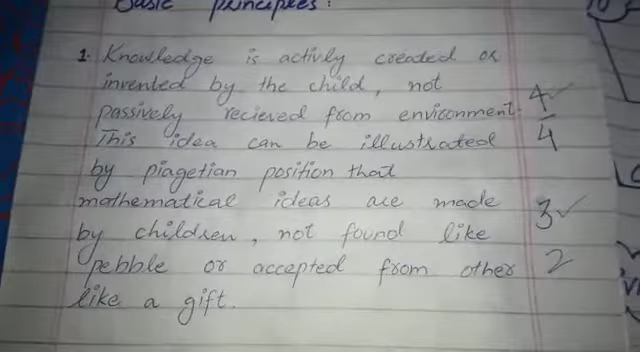 Basic principles:
1. Knowledge is activly created or
invented by the child, not
passively recieved from environment.
This idea can be illustrated
by piagetian position that
mathematical ideas are made
by children, not found like
pebble or accepted from other
like a gift.
4
4
3
2